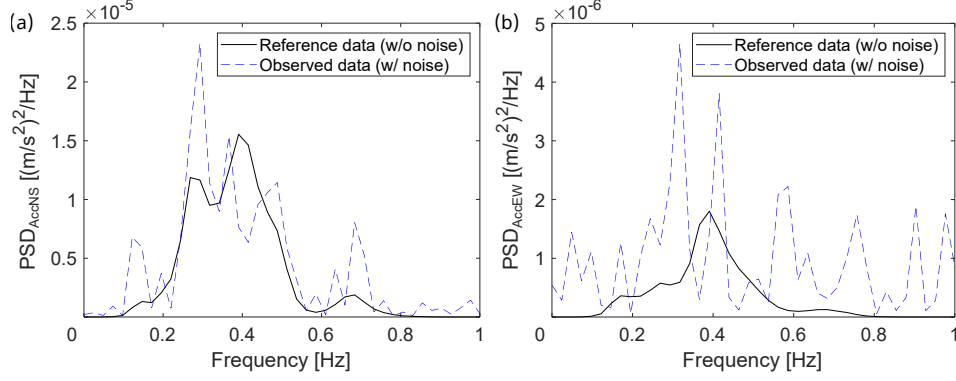 (a)
×10⁻⁵
2.5
2
1.5
1
0.5
0 0.2 0.4 0.6 0.8 1
Frequency [Hz]
PSD_AccNS [(m/s²)²/Hz]
Reference data (w/o noise)
Observed data (w/ noise)
(b)
×10⁻⁶
5
4
3
2
1
0
0 0.2 0.4 0.6 0.8 1
Frequency [Hz]
PSD_AccEW [(m/s²)²/Hz]
Reference data (w/o noise)
Observed data (w/ noise)